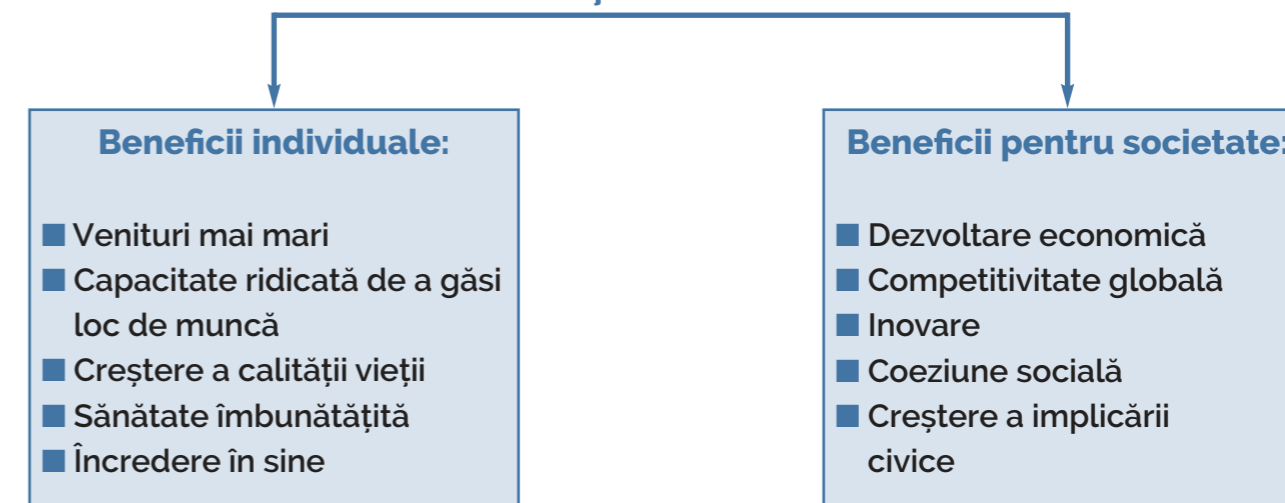 Beneficii individuale:
■ Venituri mai mari
■ Capacitate ridicată de a găsi
loc de muncă
■ Creștere a calității vieții
■ Sănătate îmbunătățită
■ Încredere în sine
Beneficii pentru societate:
■ Dezvoltare economică
■ Competitivitate globală
■ Inovare
■ Coeziune socială
■ Creștere a implicării
civice